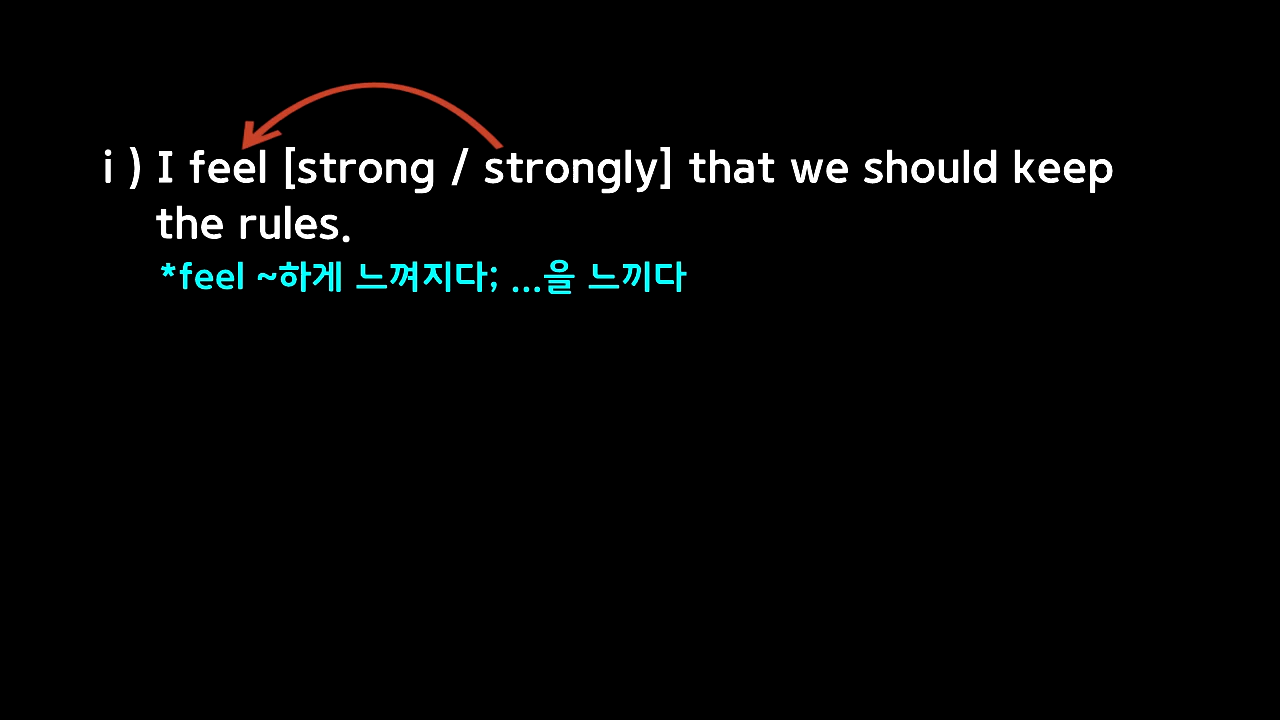 i ) I feel [strong / strongly] that we should keep
the rules.
*feel ~하게 느껴지다; ...을 느끼다